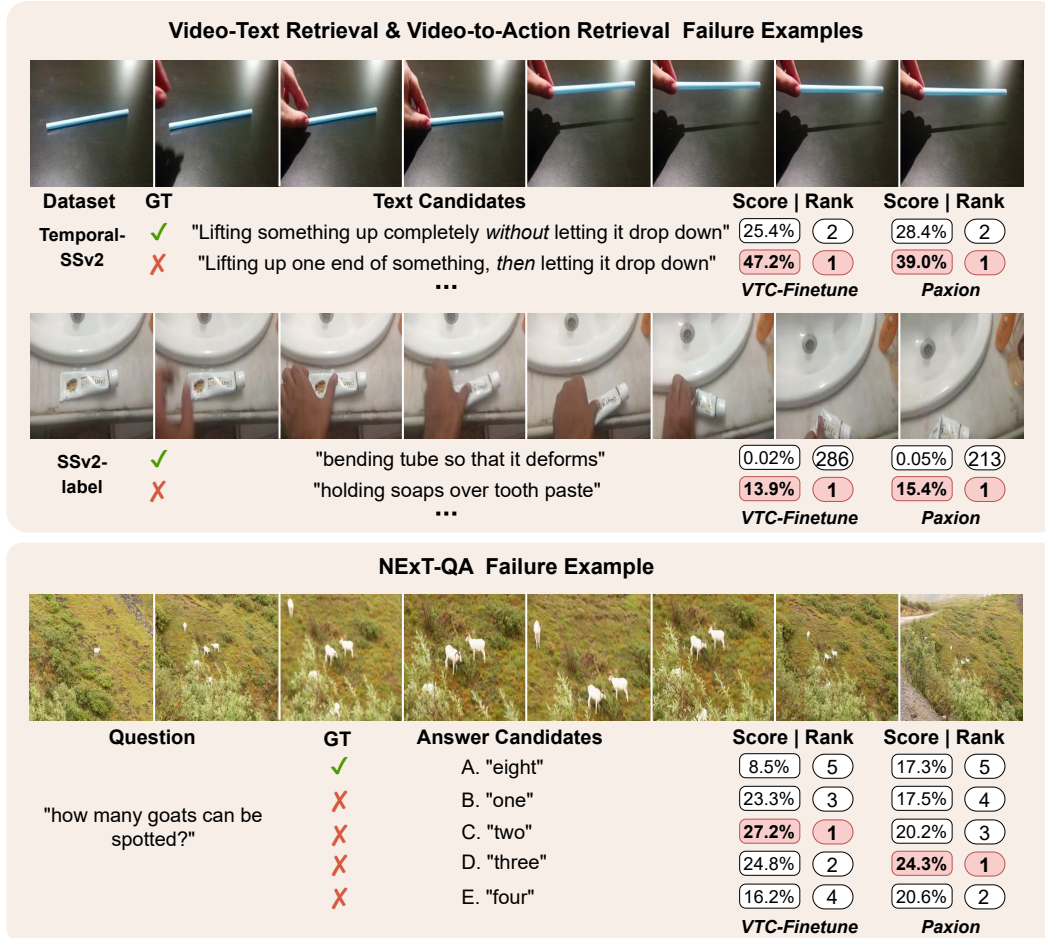 Video-Text Retrieval & Video-to-Action Retrieval Failure Examples
Dataset GT Text Candidates Score | Rank Score | Rank
Temporal-SSv2
✓ "Lifting something up completely without letting it drop down" 25.4% 2 28.4% 2
✗ "Lifting up one end of something, then letting it drop down" 47.2% 1 39.0% 1
... VTC-Finetune Paxion
SSv2-label
✓ "bending tube so that it deforms" 0.02% 286 0.05% 213
✗ "holding soaps over tooth paste" 13.9% 1 15.4% 1
... VTC-Finetune Paxion
NExT-QA Failure Example
Question GT Answer Candidates Score | Rank Score | Rank
"how many goats can be spotted?"
✓ A. "eight" 8.5% 5 17.3% 5
✗ B. "one" 23.3% 3 17.5% 4
✗ C. "two" 27.2% 1 20.2% 3
✗ D. "three" 24.8% 2 24.3% 1
✗ E. "four" 16.2% 4 20.6% 2
VTC-Finetune Paxion